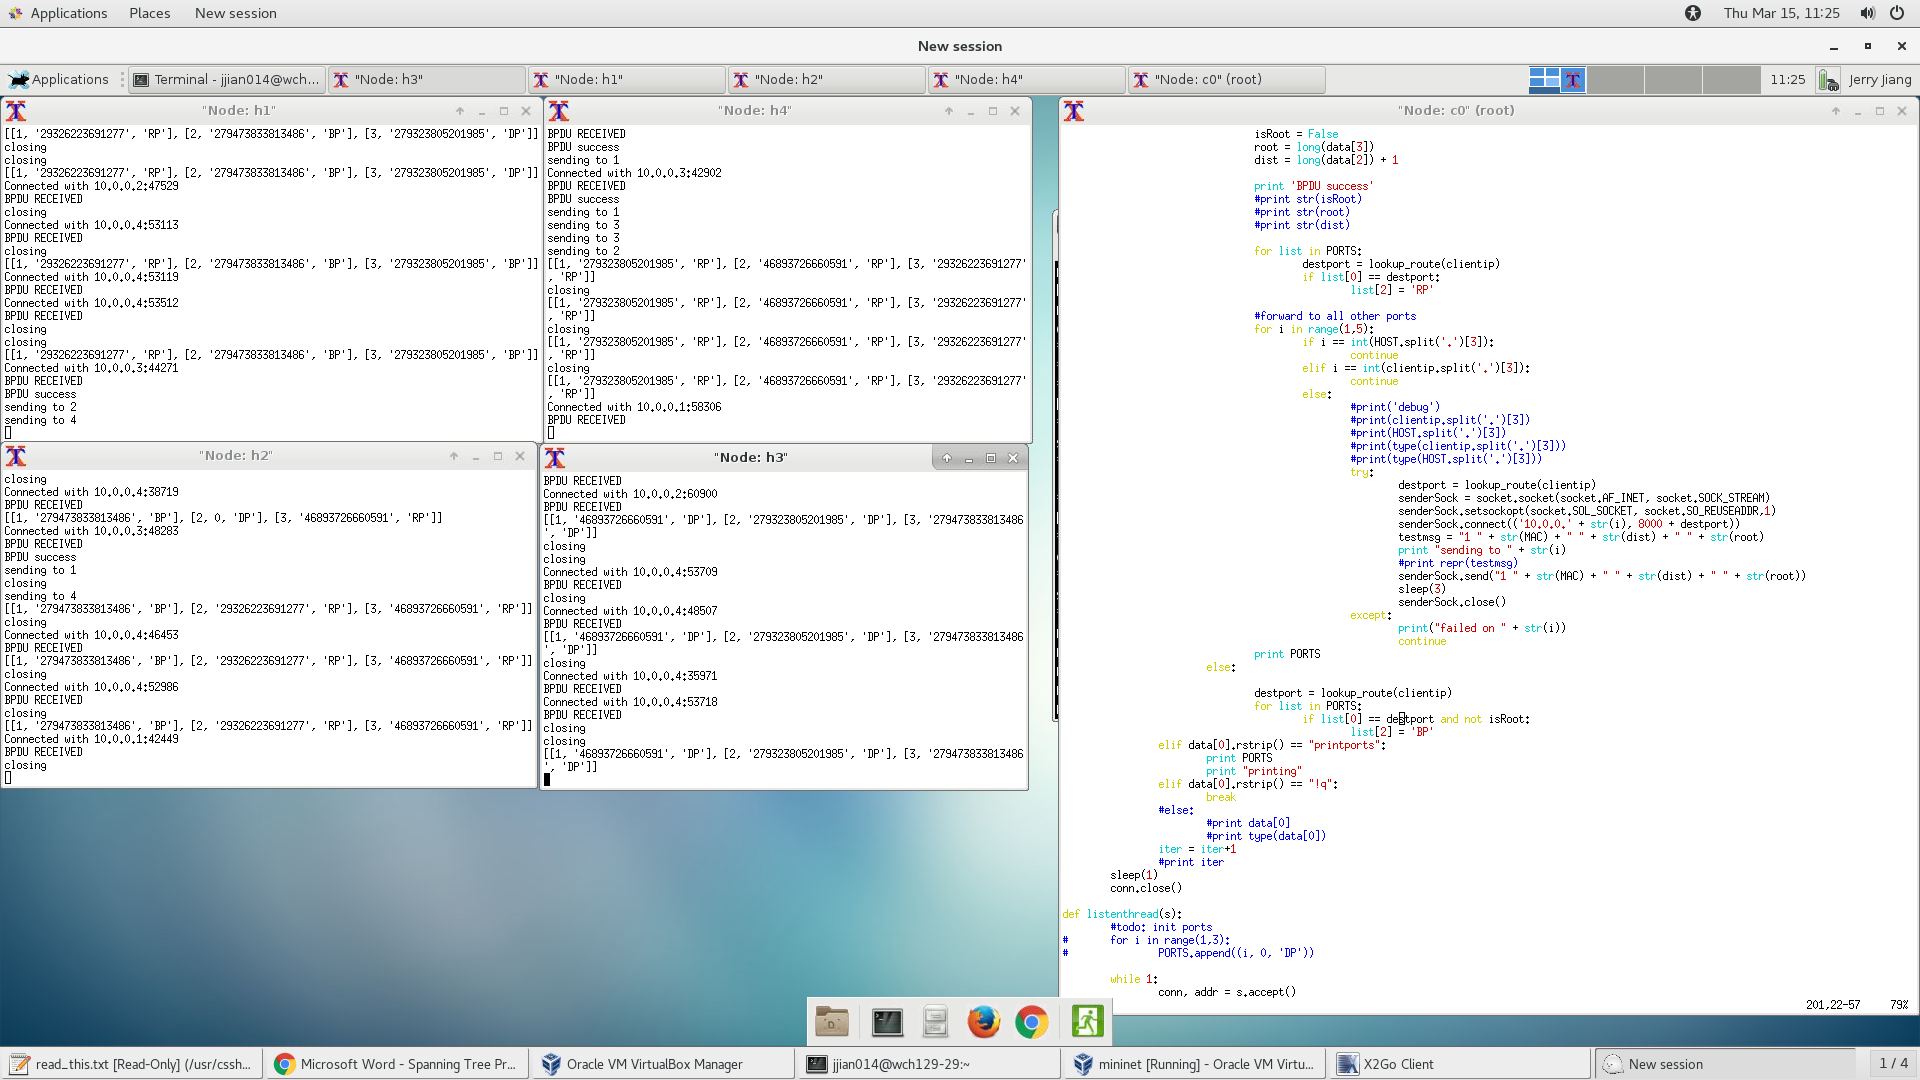 Applications Places New session Thu Mar 15, 11:25
New session
Applications Terminal - jjian014@wch... "Node: h3" "Node: h1" "Node: h2" "Node: h4" "Node: c0" (root) 11:25 Jerry Jiang
"Node: h1"
[[1, '29326223691277', 'RP'], [2, '279473833813486', 'BP'], [3, '279323805201985', 'DP']]
closing
closing
[[1, '29326223691277', 'RP'], [2, '279473833813486', 'BP'], [3, '279323805201985', 'DP']]
Connected with 10.0.0.2:47529
BPDU RECEIVED
closing
Connected with 10.0.0.4:53113
BPDU RECEIVED
closing
[[1, '29326223691277', 'RP'], [2, '279473833813486', 'BP'], [3, '279323805201985', 'BP']]
Connected with 10.0.0.4:53119
BPDU RECEIVED
Connected with 10.0.0.4:53512
BPDU RECEIVED
closing
closing
[[1, '29326223691277', 'RP'], [2, '279473833813486', 'BP'], [3, '279323805201985', 'BP']]
Connected with 10.0.0.3:44271
BPDU RECEIVED
BPDU success
sending to 2
sending to 4
"Node: h4"
BPDU RECEIVED
BPDU success
sending to 1
Connected with 10.0.0.3:42902
BPDU RECEIVED
BPDU success
sending to 1
sending to 3
sending to 3
sending to 2
[[1, '279323805201985', 'RP'], [2, '46893726660591', 'RP'], [3, '29326223691277'
, 'RP']]
closing
[[1, '279323805201985', 'RP'], [2, '46893726660591', 'RP'], [3, '29326223691277'
, 'RP']]
closing
[[1, '279323805201985', 'RP'], [2, '46893726660591', 'RP'], [3, '29326223691277'
, 'RP']]
closing
[[1, '279323805201985', 'RP'], [2, '46893726660591', 'RP'], [3, '29326223691277'
, 'RP']]
Connected with 10.0.0.1:58306
BPDU RECEIVED
"Node: h2"
closing
Connected with 10.0.0.4:38719
BPDU RECEIVED
[[1, '279473833813486', 'BP'], [2, 0, 'DP'], [3, '46893726660591', 'RP']]
Connected with 10.0.0.3:48283
BPDU RECEIVED
BPDU success
sending to 1
closing
sending to 4
[[1, '279473833813486', 'BP'], [2, '29326223691277', 'RP'], [3, '46893726660591', 'RP']]
closing
Connected with 10.0.0.4:46453
BPDU RECEIVED
[[1, '279473833813486', 'BP'], [2, '29326223691277', 'RP'], [3, '46893726660591', 'RP']]
closing
Connected with 10.0.0.4:52986
BPDU RECEIVED
closing
[[1, '279473833813486', 'BP'], [2, '29326223691277', 'RP'], [3, '46893726660591', 'RP']]
Connected with 10.0.0.1:42449
BPDU RECEIVED
closing
"Node: h3"
BPDU RECEIVED
Connected with 10.0.0.2:60900
BPDU RECEIVED
[[1, '46893726660591', 'DP'], [2, '279323805201985', 'DP'], [3, '279473833813486
', 'DP']]
closing
closing
Connected with 10.0.0.4:53709
BPDU RECEIVED
closing
Connected with 10.0.0.4:48507
BPDU RECEIVED
[[1, '46893726660591', 'DP'], [2, '279323805201985', 'DP'], [3, '279473833813486
', 'DP']]
closing
Connected with 10.0.0.4:35971
BPDU RECEIVED
Connected with 10.0.0.4:53718
BPDU RECEIVED
closing
closing
[[1, '46893726660591', 'DP'], [2, '279323805201985', 'DP'], [3, '279473833813486
', 'DP']]
"Node: c0" (root)
isRoot = False
root = long(data[3])
dist = long(data[2]) + 1
print 'BPDU success'
#print str(isRoot)
#print str(root)
#print str(dist)
for list in PORTS:
destport = lookup_route(clientip)
if list[0] == destport:
list[2] = 'RP'
#forward to all other ports
for i in range(1,5):
if i == int(HOST.split('.')[3]):
continue
elif i == int(clientip.split('.')[3]):
continue
else:
#print('debug')
#print(clientip.split('.')[3])
#print(HOST.split('.')[3])
#print(type(clientip.split('.')[3]))
#print(type(HOST.split('.')[3]))
try:
destport = lookup_route(clientip)
senderSock = socket.socket(socket.AF_INET, socket.SOCK_STREAM)
senderSock.setsockopt(socket.SOL_SOCKET, socket.SO_REUSEADDR,1)
senderSock.connect(('10.0.0.' + str(i), 8000 + destport))
testmsg = "1 " + str(MAC) + " " + str(dist) + " " + str(root)
print "sending to " + str(i)
#print repr(testmsg)
senderSock.send("1 " + str(MAC) + " " + str(dist) + " " + str(root))
sleep(3)
senderSock.close()
except:
print("failed on " + str(i))
continue
print PORTS
else:
destport = lookup_route(clientip)
for list in PORTS:
if list[0] == destport and not isRoot:
list[2] = 'BP'
elif data[0].rstrip() == "printports":
print PORTS
print "printing"
elif data[0].rstrip() == "!q":
break
#else:
#print data[0]
#print type(data[0])
iter = iter+1
#print iter
sleep(1)
conn.close()
def listenthread(s):
#todo: init ports
# for i in range(1,3):
# PORTS.append((i, 0, 'DP'))
while 1:
conn, addr = s.accept()
201,22-57 79%
read_this.txt [Read-Only] (/usr/cssh... Microsoft Word - Spanning Tree Pr... Oracle VM VirtualBox Manager jjian014@wch129-29:~ mininet [Running] - Oracle VM Virtu... X2Go Client New session 1 / 4